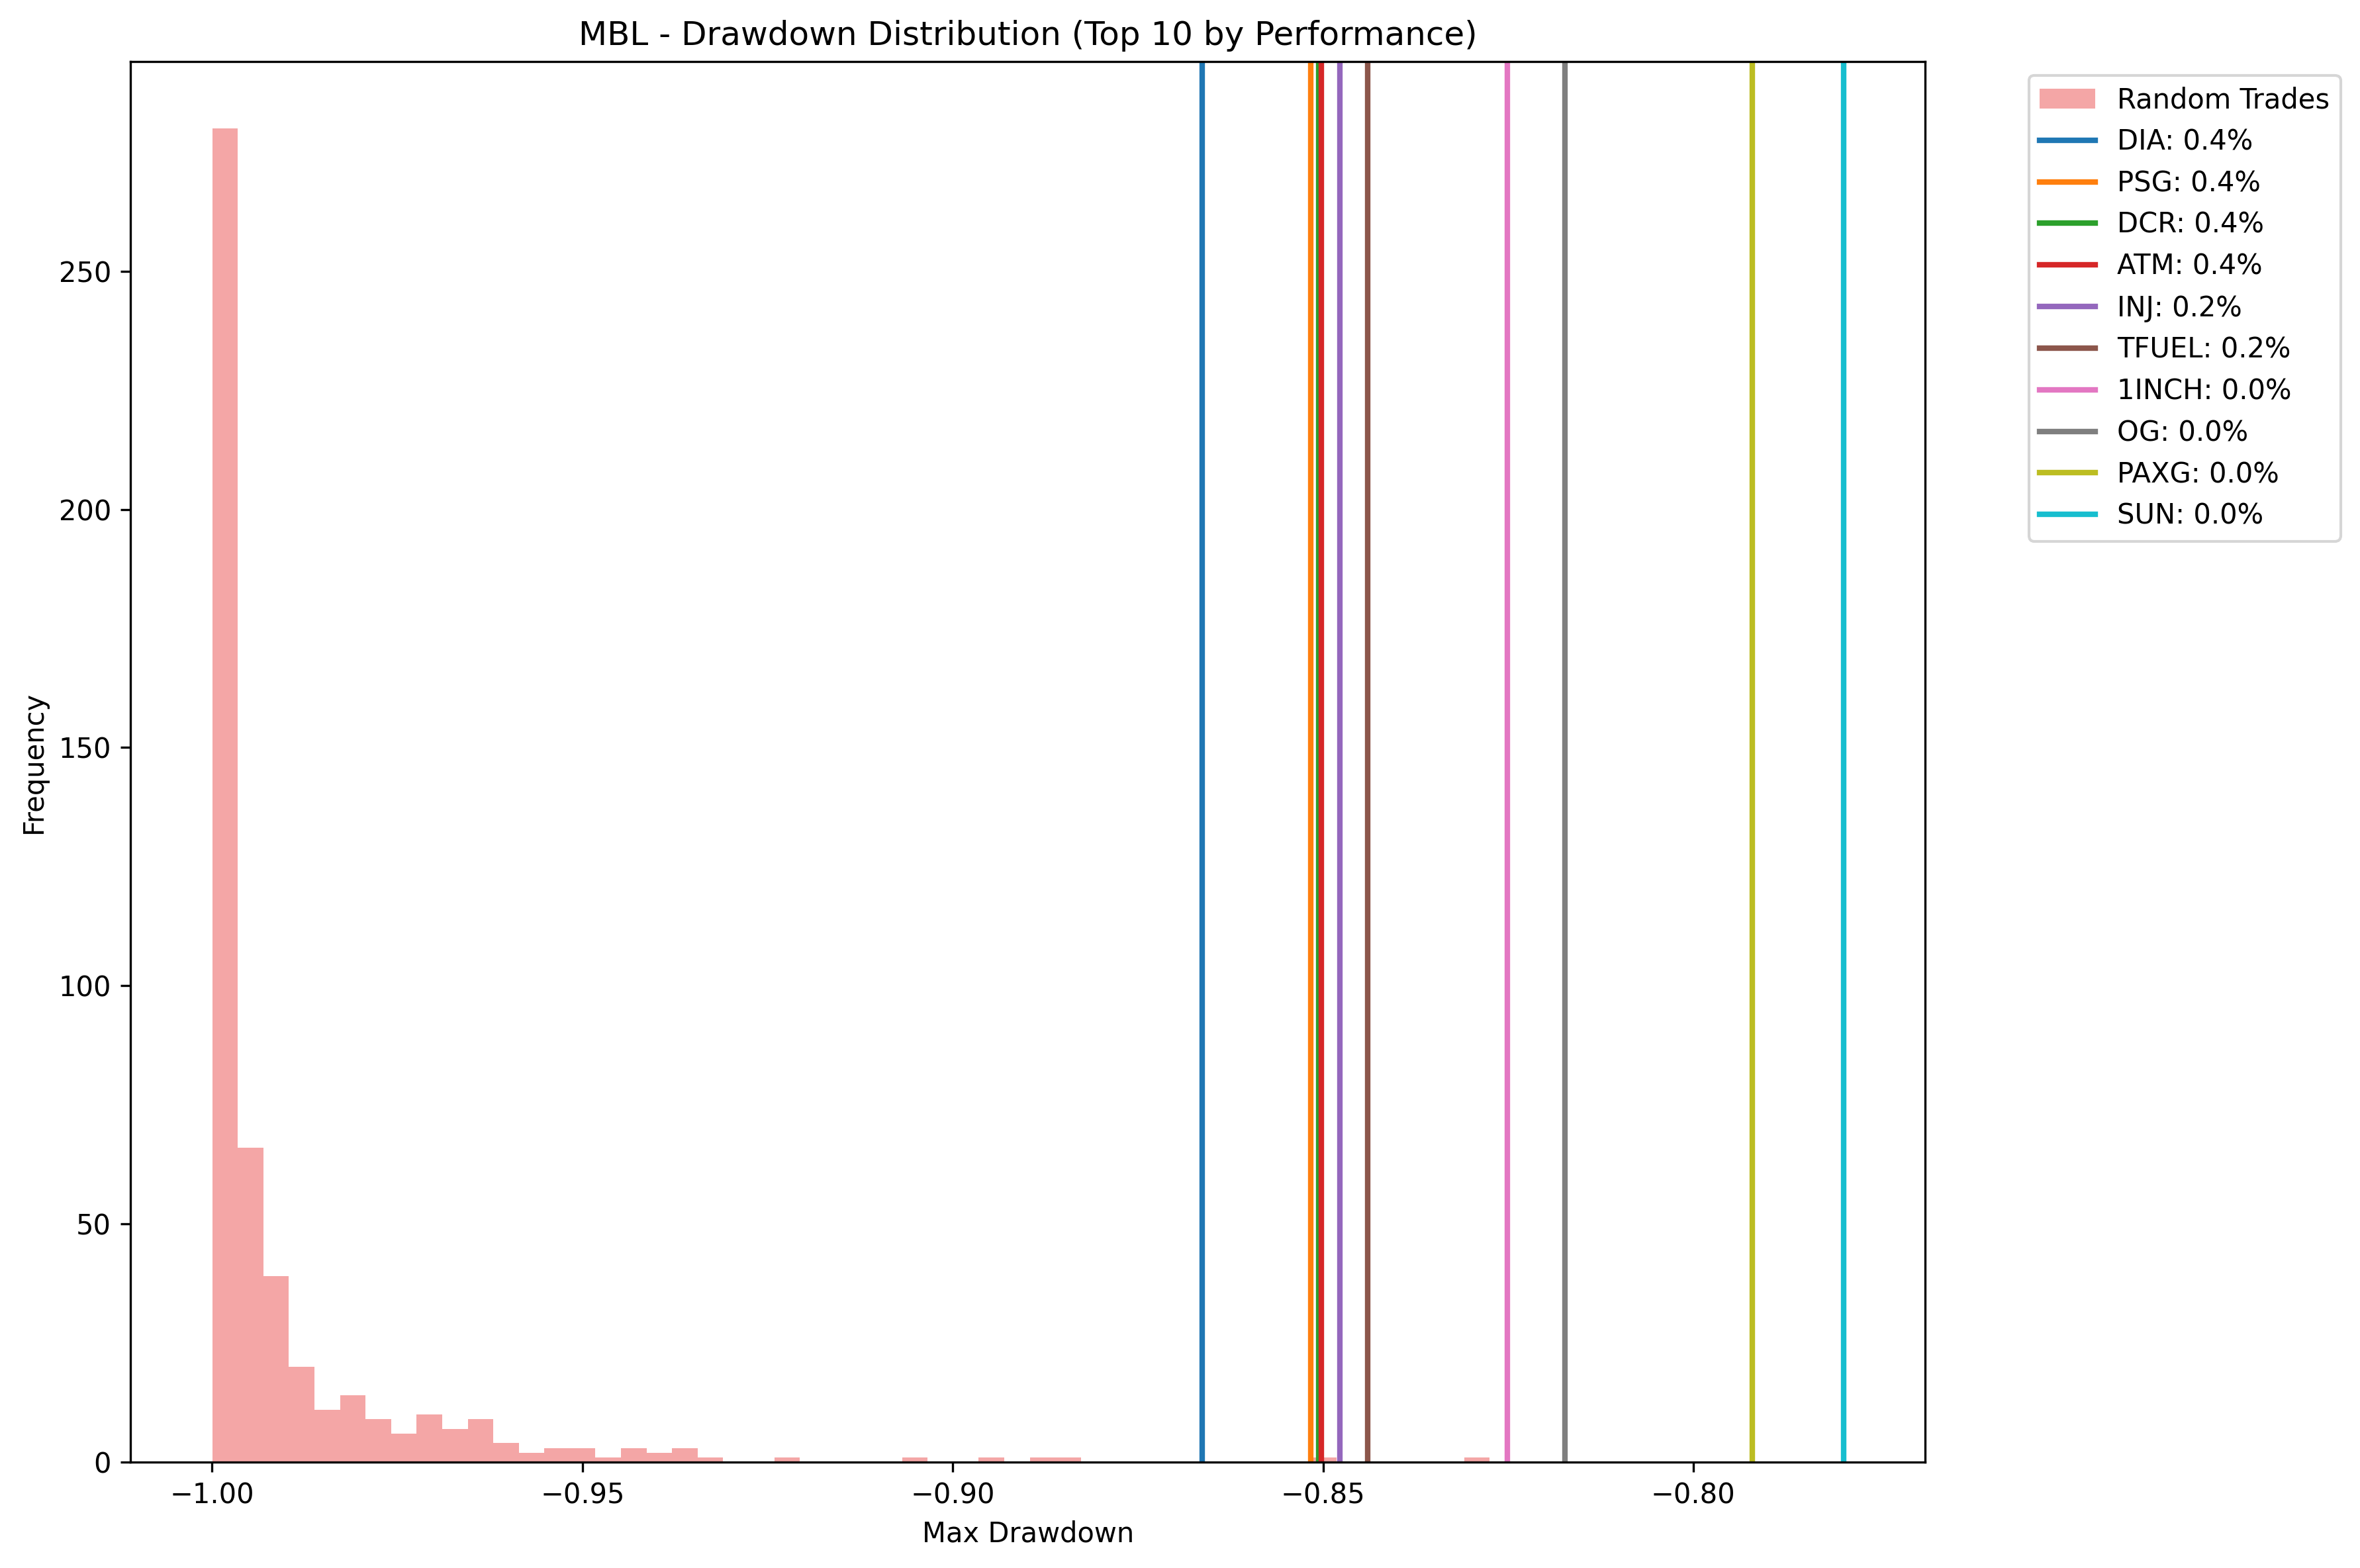 MBL - Drawdown Distribution (Top 10 by Performance)
Random Trades
DIA: 0.4%
PSG: 0.4%
DCR: 0.4%
ATM: 0.4%
INJ: 0.2%
TFUEL: 0.2%
1INCH: 0.0%
OG: 0.0%
PAXG: 0.0%
SUN: 0.0%
Frequency
250
200
150
100
50
0
−1.00
−0.95
−0.90
−0.85
−0.80
Max Drawdown